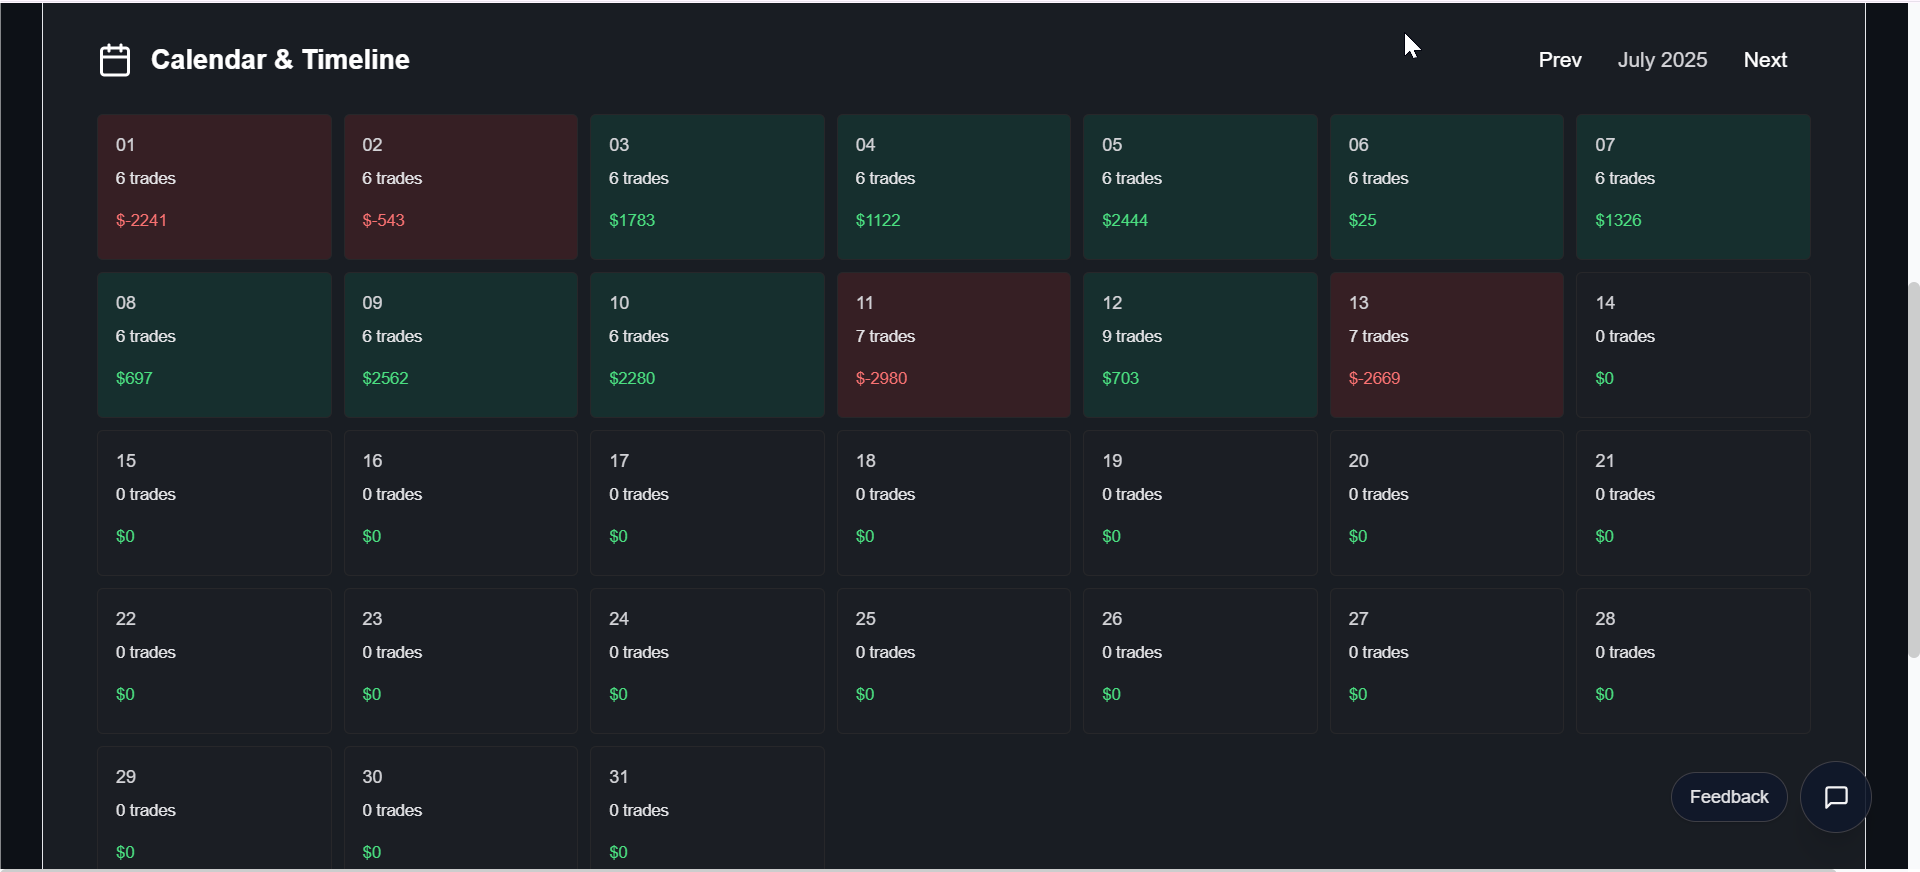 Calendar & Timeline
Prev July 2025 Next
01 02 03 04 05 06 07
6 trades 6 trades 6 trades 6 trades 6 trades 6 trades 6 trades
$-2241 $-543 $1783 $1122 $2444 $25 $1326
08 09 10 11 12 13 14
6 trades 6 trades 6 trades 7 trades 9 trades 7 trades 0 trades
$697 $2562 $2280 $-2980 $703 $-2669 $0
15 16 17 18 19 20 21
0 trades 0 trades 0 trades 0 trades 0 trades 0 trades 0 trades
$0 $0 $0 $0 $0 $0 $0
22 23 24 25 26 27 28
0 trades 0 trades 0 trades 0 trades 0 trades 0 trades 0 trades
$0 $0 $0 $0 $0 $0 $0
29 30 31
0 trades 0 trades 0 trades
$0 $0 $0
Feedback